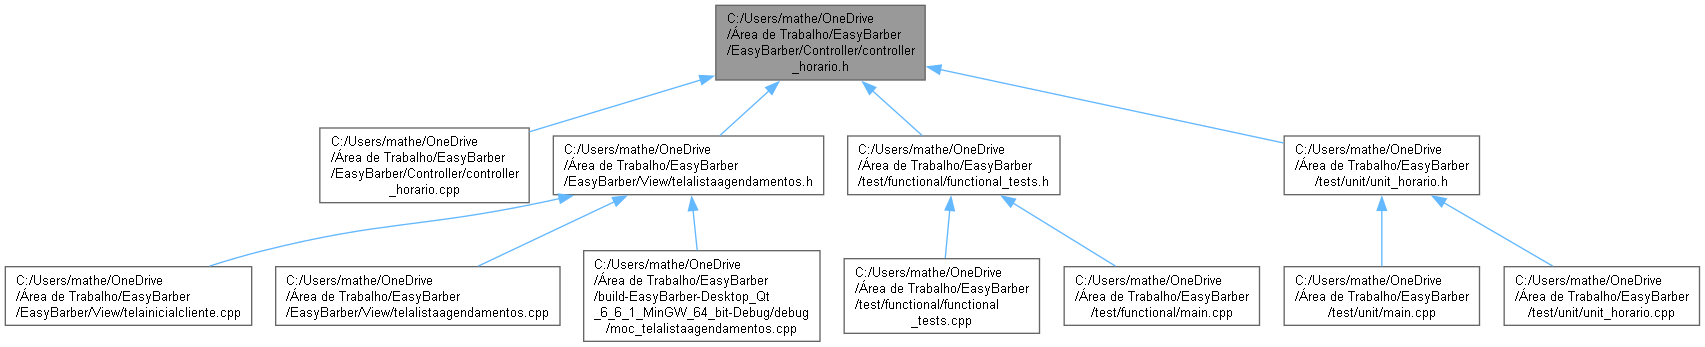 C:/Users/mathe/OneDrive
/Área de Trabalho/EasyBarber
/EasyBarber/Controller/controller
_horario.h
C:/Users/mathe/OneDrive
/Área de Trabalho/EasyBarber
/EasyBarber/Controller/controller
_horario.cpp
C:/Users/mathe/OneDrive
/Área de Trabalho/EasyBarber
/EasyBarber/View/telalistaagendamentos.h
C:/Users/mathe/OneDrive
/Área de Trabalho/EasyBarber
/test/functional/functional_tests.h
C:/Users/mathe/OneDrive
/Área de Trabalho/EasyBarber
/test/unit/unit_horario.h
C:/Users/mathe/OneDrive
/Área de Trabalho/EasyBarber
/EasyBarber/View/telainicialcliente.cpp
C:/Users/mathe/OneDrive
/Área de Trabalho/EasyBarber
/EasyBarber/View/telalistaagendamentos.cpp
C:/Users/mathe/OneDrive
/Área de Trabalho/EasyBarber
/build-EasyBarber-Desktop_Qt
_6_6_1_MinGW_64_bit-Debug/debug
/moc_telalistaagendamentos.cpp
C:/Users/mathe/OneDrive
/Área de Trabalho/EasyBarber
/test/functional/functional
_tests.cpp
C:/Users/mathe/OneDrive
/Área de Trabalho/EasyBarber
/test/functional/main.cpp
C:/Users/mathe/OneDrive
/Área de Trabalho/EasyBarber
/test/unit/main.cpp
C:/Users/mathe/OneDrive
/Área de Trabalho/EasyBarber
/test/unit/unit_horario.cpp